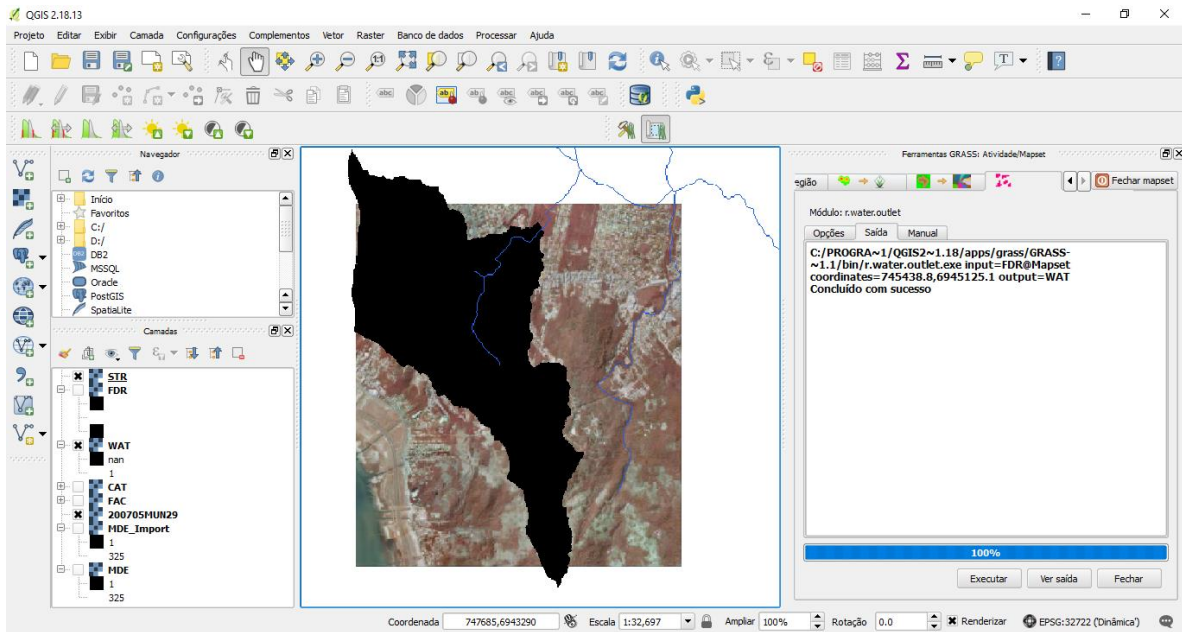 QGIS 2.18.13
Projeto Editar Exibir Camada Configurações Complementos Vetor Raster Banco de dados Processar Ajuda
Navegador
Início
Favoritos
C:/
D:/
DB2
MSSQL
Oracle
PostGIS
SpatiaLite
Camadas
STR
FDR
WAT
nan
1
CAT
FAC
200705MUN29
MDE_Import
1
325
MDE
1
325
Ferramentas GRASS: Atividade/Mapset
egião
Fechar mapset
Módulo: r.water.outlet
Opções Saída Manual
C:/PROGRA~1/QGIS2~1.18/apps/grass/GRASS-
~1.1/bin/r.water.outlet.exe input=FDR@Mapset
coordinates=745438.8,6945125.1 output=WAT
Concluído com sucesso
100%
Executar Ver saída Fechar
Coordenada 747685,6943290 Escala 1:32,697 Ampliar 100% Rotação 0.0 Renderizar EPSG:32722 ('Dinâmica')